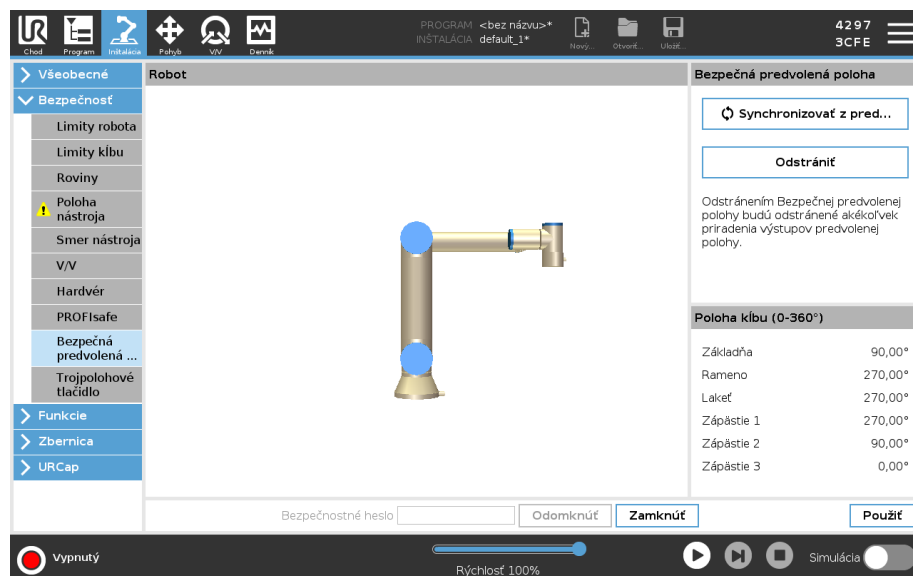 PROGRAM <bez názvu>*
INŠTALÁCIA default_1*
Chod Program Inštalácia Pohyb V/V Denník Nový... Otvoriť... Uložiť...
4297
3CFE
Všeobecné
Bezpečnosť
Limity robota
Limity kĺbu
Roviny
Poloha
nástroja
Smer nástroja
V/V
Hardvér
PROFIsafe
Bezpečná
predvolená ...
Trojpolohové
tlačidlo
Funkcie
Zbernica
URCap
Robot
Bezpečná predvolená poloha
Synchronizovať z pred...
Odstrániť
Odstránením Bezpečnej predvolenej
polohy budú odstránené akékoľvek
priradenia výstupov predvolenej
polohy.
Poloha kĺbu (0-360°)
Základňa 90,00°
Rameno 270,00°
Lakeť 270,00°
Zápästie 1 270,00°
Zápästie 2 90,00°
Zápästie 3 0,00°
Bezpečnostné heslo Odomknúť Zamknúť Použiť
Vypnutý
Rýchlosť 100%
Simulácia